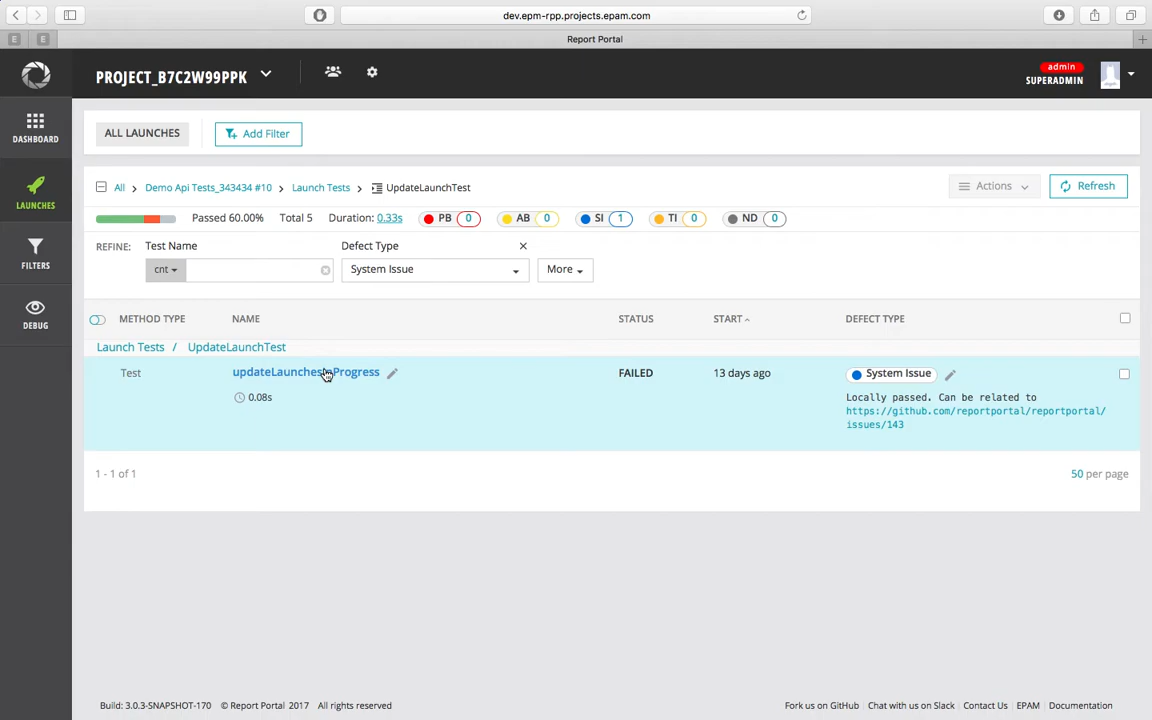 dev.epm-rpp.projects.epam.com
E E Report Portal
PROJECT_B7C2W99PPK
admin
SUPERADMIN
DASHBOARD
LAUNCHES
FILTERS
DEBUG
ALL LAUNCHES Add Filter
All Demo Api Tests_343434 #10 Launch Tests UpdateLaunchTest Actions Refresh
Passed 60.00% Total 5 Duration: 0.33s PB 0 AB 0 SI 1 TI 0 ND 0
REFINE: Test Name Defect Type
cnt System Issue More
METHOD TYPE NAME STATUS START DEFECT TYPE
Launch Tests / UpdateLaunchTest
Test FAILED 13 days ago System Issue
0.08s
Locally passed. Can be related to
https://github.com/reportportal/reportportal/
issues/143
1 - 1 of 1 50 per page
Build: 3.0.3-SNAPSHOT-170 © Report Portal 2017 All rights reserved Fork us on GitHub Chat with us on Slack Contact Us EPAM Documentation